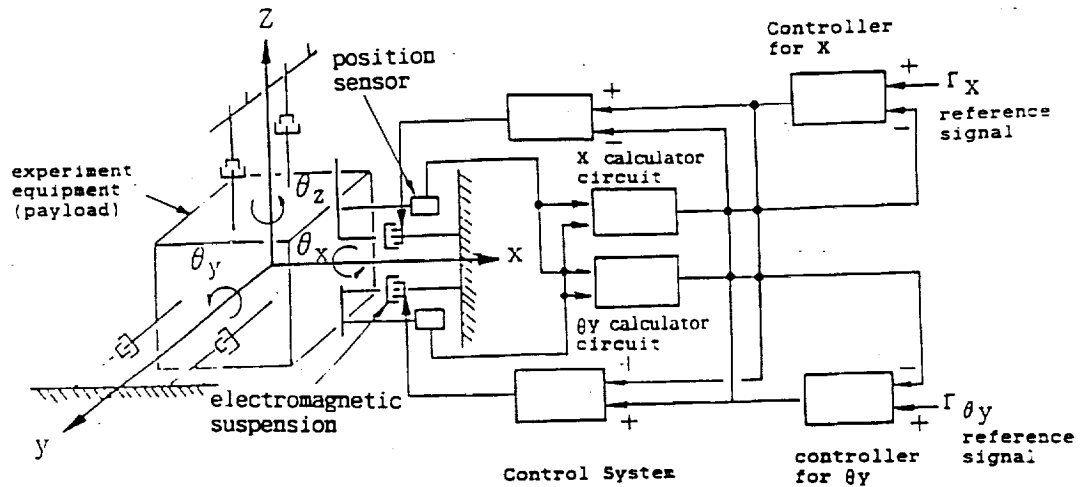 Z
Controller
for X
position
sensor
+
+
Γ X
reference
signal
-
-
experiment
equipment
(payload)
X calculator
circuit
θ z
θ x
X
θ y
θy calculator
circuit
+
-
electromagnetic
suspension
+
+
Γ θy
reference
signal
y
controller
for θy
Control System